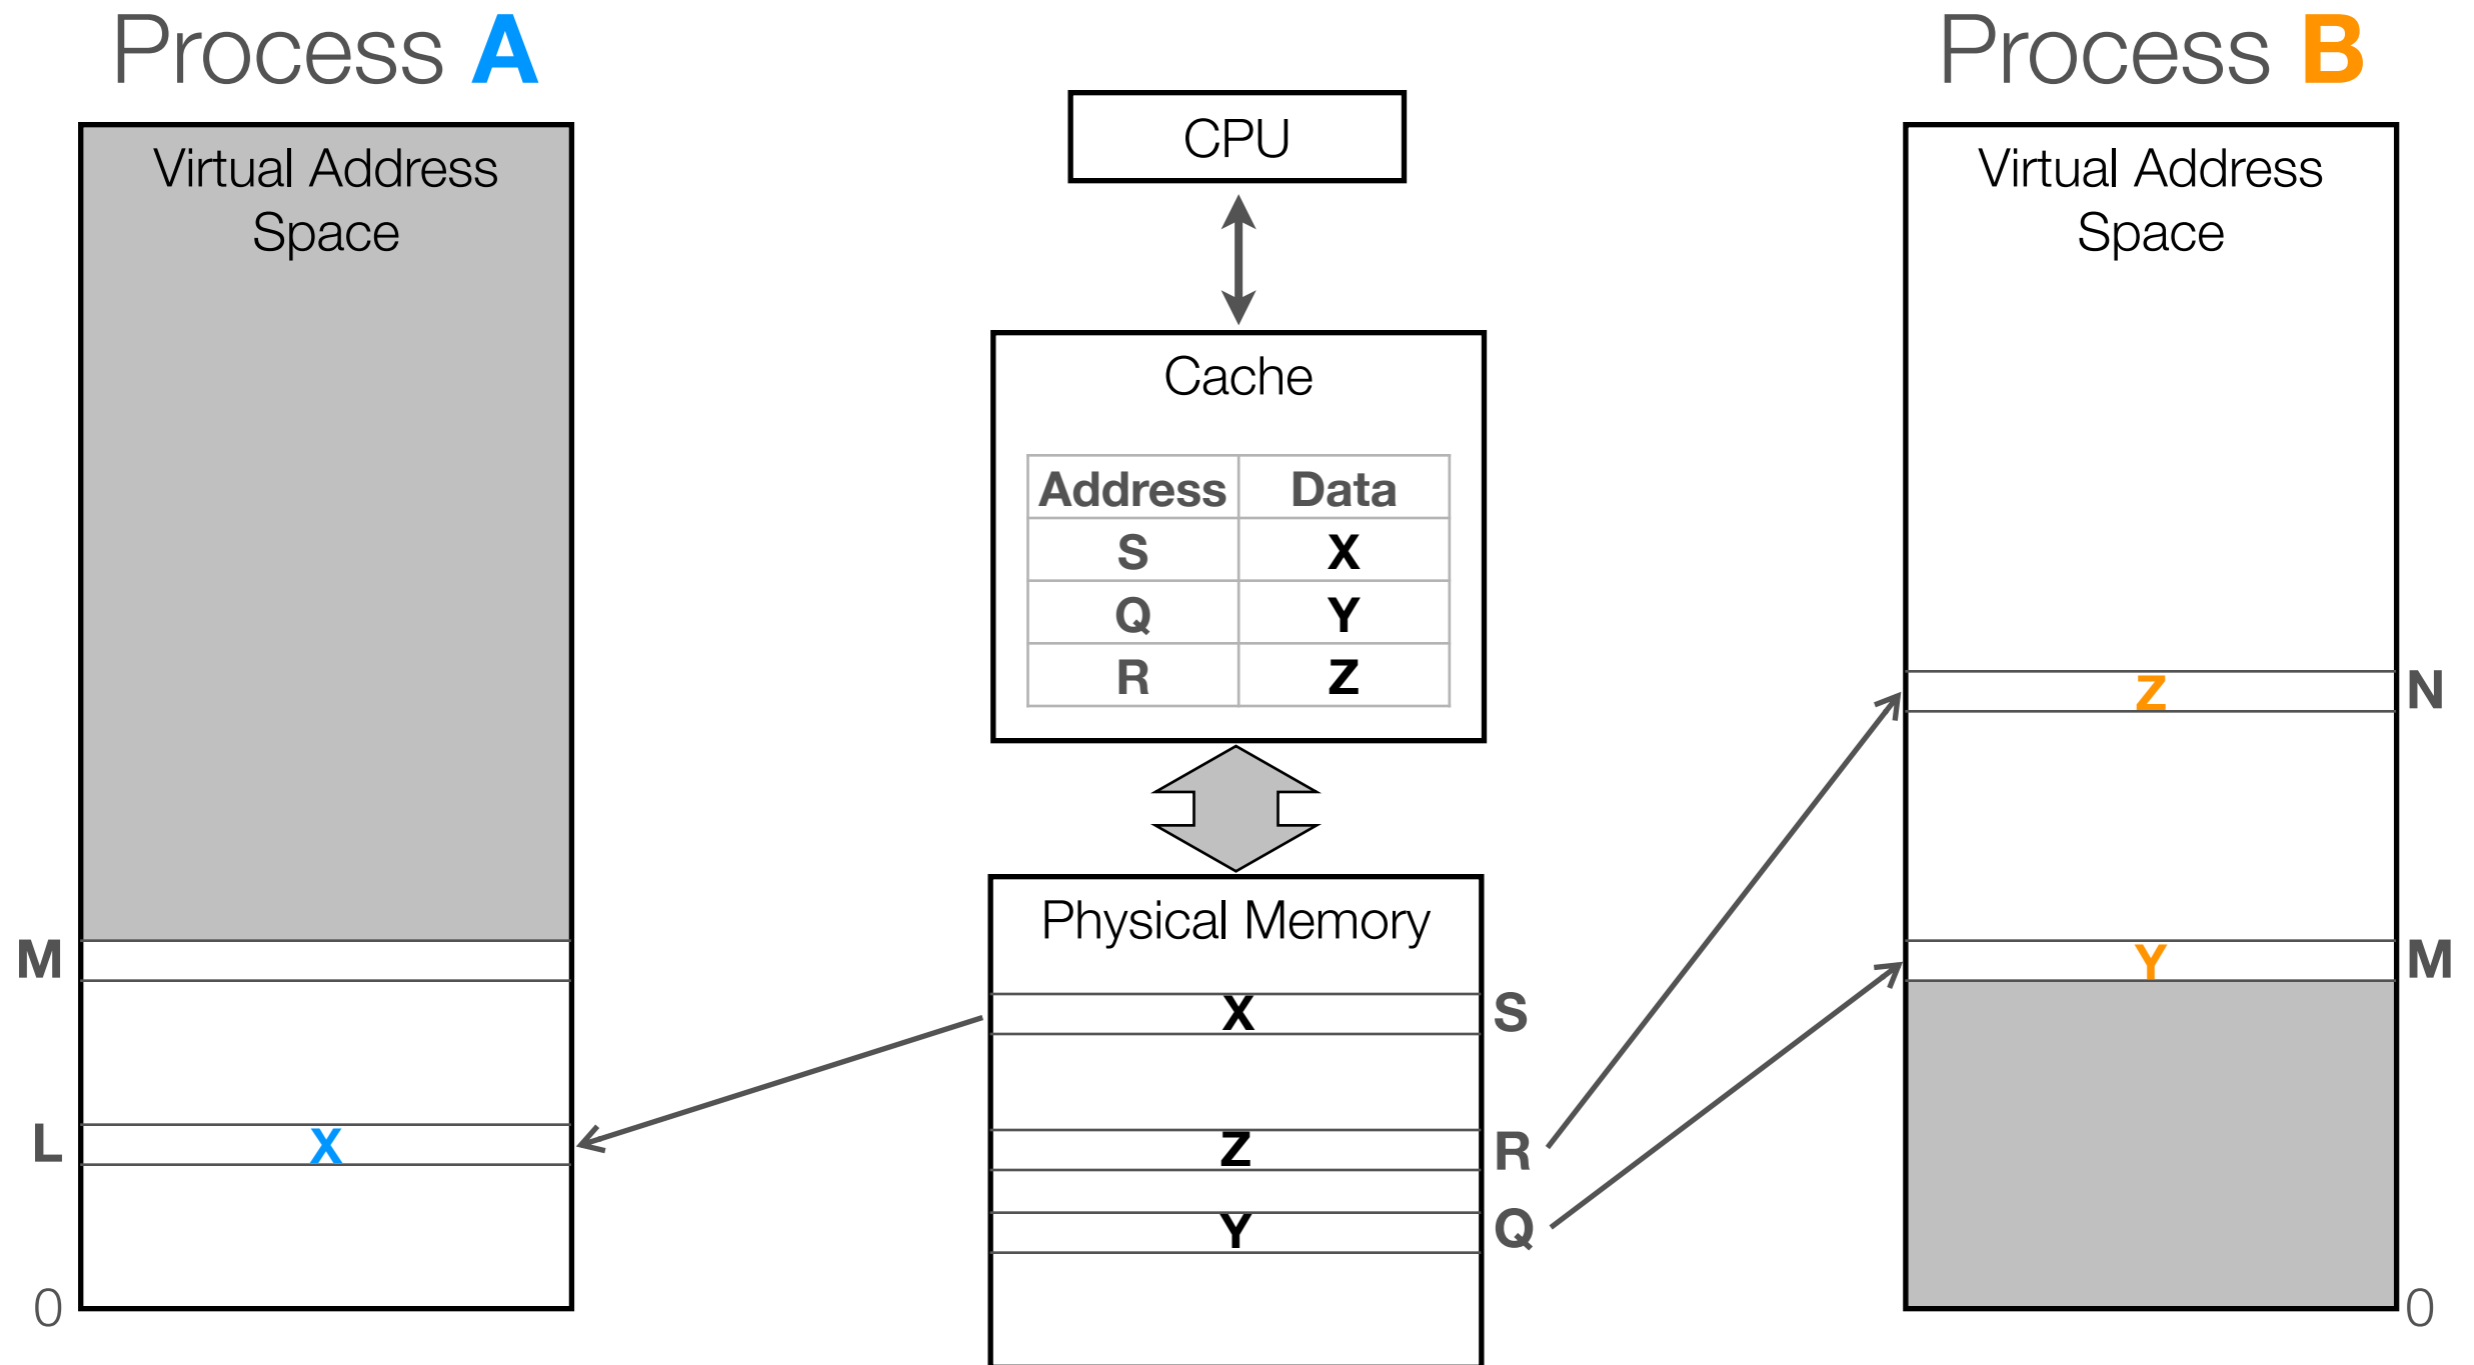 Process A
Virtual Address
Space
M
L
X
0
CPU
Cache
Address Data
S X
Q Y
R Z
Physical Memory
X S
Z R
Y Q
Process B
Virtual Address
Space
Z N
Y M
0